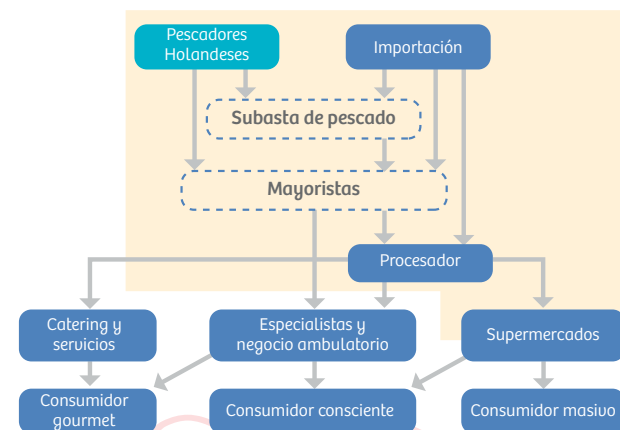 Pescadores
Holandeses
Importación
Subasta de pescado
Mayoristas
Procesador
Catering y
servicios
Especialistas y
negocio ambulatorio
Supermercados
Consumidor
gourmet
Consumidor consciente
Consumidor masivo